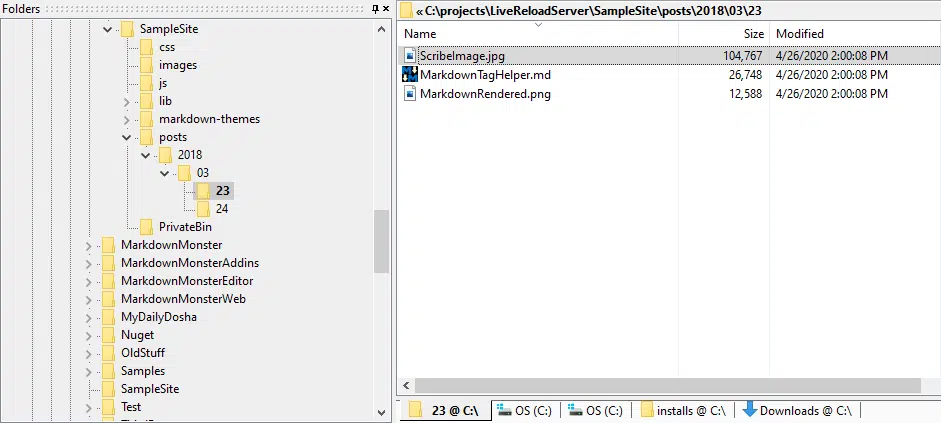 Folders
SampleSite
css
images
js
lib
markdown-themes
posts
2018
03
23
24
PrivateBin
MarkdownMonster
MarkdownMonsterAddins
MarkdownMonsterEditor
MarkdownMonsterWeb
MyDailyDosha
Nuget
OldStuff
Samples
SampleSite
Test
« C:\projects\LiveReloadServer\SampleSite\posts\2018\03\23
Name Size Modified
ScribeImage.jpg 104,767 4/26/2020 2:00:08 PM
MarkdownTagHelper.md 26,748 4/26/2020 2:00:08 PM
MarkdownRendered.png 12,588 4/26/2020 2:00:08 PM
23 @ C:\ OS (C:) OS (C:) installs @ C:\ Downloads @ C:\